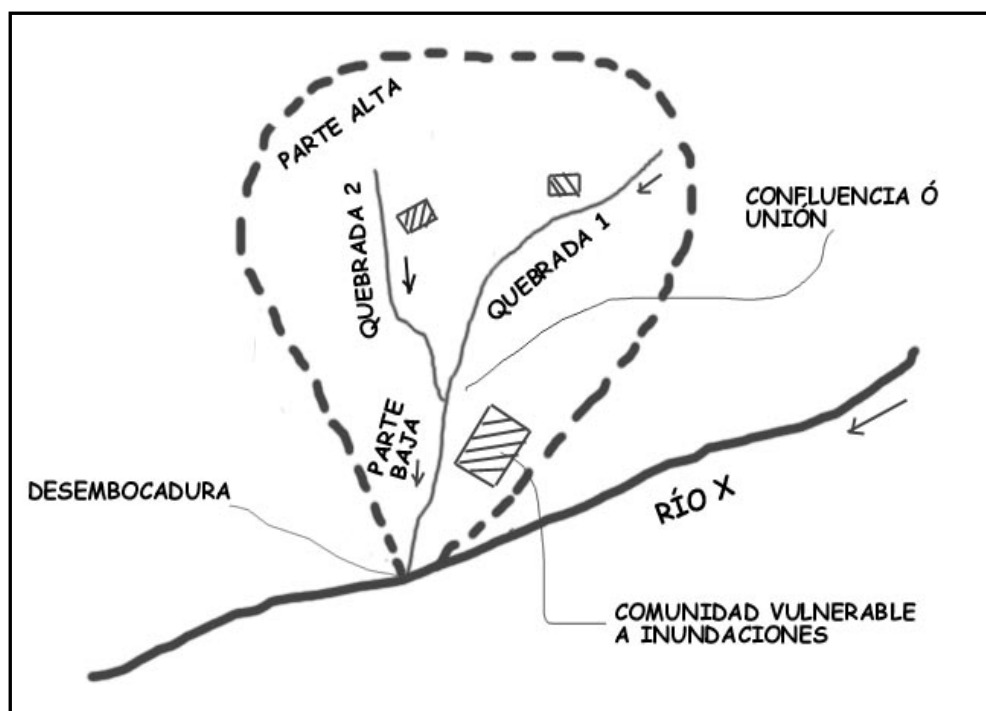 PARTE ALTA
CONFLUENCIA Ó
UNIÓN
QUEBRADA 2
QUEBRADA 1
PARTE
BAJA
DESEMBOCADURA
RÍO X
COMUNIDAD VULNERABLE
A INUNDACIONES